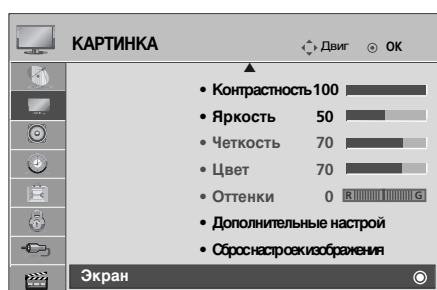 КАРТИНКА Двиг OK
• Контрастность 100
• Яркость 50
• Четкость 70
• Цвет 70
• Оттенки 0 R G
• Дополнительные настрой
• Сброс настроек изображения
Экран